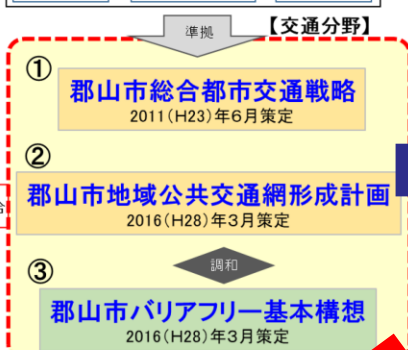 準拠
【交通分野】
①
郡山市総合都市交通戦略
2011(H23)年6月策定
②
郡山市地域公共交通網形成計画
2016(H28)年3月策定
調和
③
郡山市バリアフリー基本構想
2016(H28)年3月策定